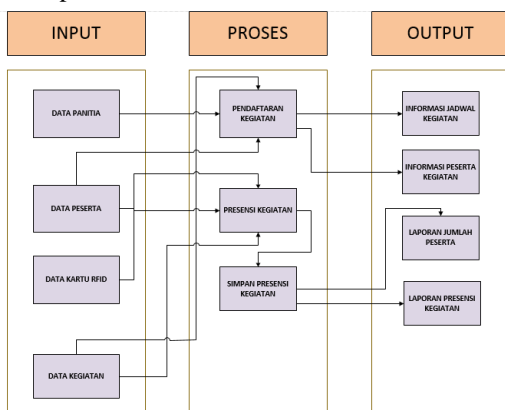 INPUT
PROSES
OUTPUT
DATA PANITIA
DATA PESERTA
DATA KARTU RFID
DATA KEGIATAN
PENDAFTARAN
KEGIATAN
PRESENSI KEGIATAN
SIMPAN PRESENSI
KEGIATAN
INFORMASI JADWAL
KEGIATAN
INFORMASI PESERTA
KEGIATAN
LAPORAN JUMLAH
PESERTA
LAPORAN PRESENSI
KEGIATAN